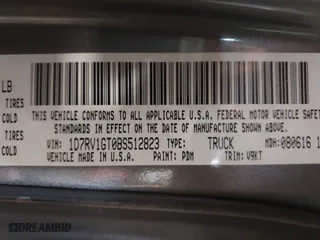 LB
TIRES
COLD
TIRES
COLD
THIS VEHICLE CONFORMS TO ALL APPLICABLE U.S.A. FEDERAL MOTOR VEHICLE SAFET
STANDARDS IN EFFECT ON THE DATE OF MANUFACTURE SHOWN ABOVE.
VIN: 1D7RV1GT0BS512823 TYPE: TRUCK MDH: 080616 1
VEHICLE MADE IN U.S.A. PAINT: PDM TRIM: V9KT
DREAMBID